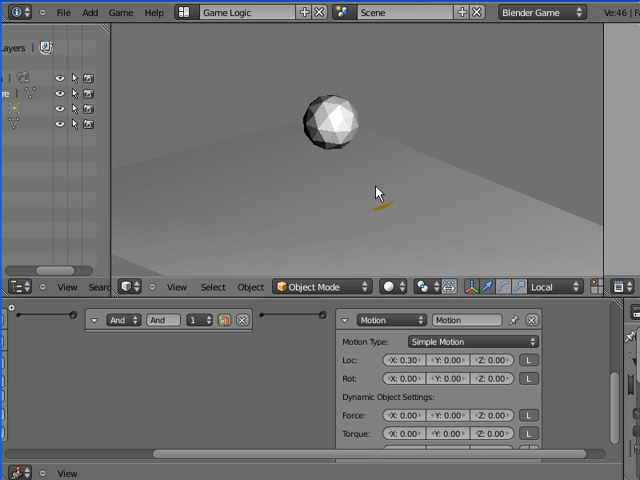 File Add Game Help Game Logic Scene Blender Game Ve:46 | Fa
ayers
re
View Searc View Select Object Object Mode Local
And And 1 Motion Motion
Motion Type: Simple Motion
Loc: X: 0.30 Y: 0.00 Z: 0.00 L
Rot: X: 0.00 Y: 0.00 Z: 0.00 L
Dynamic Object Settings:
Force: X: 0.00 Y: 0.00 Z: 0.00 L
Torque: X: 0.00 Y: 0.00 Z: 0.00 L
View